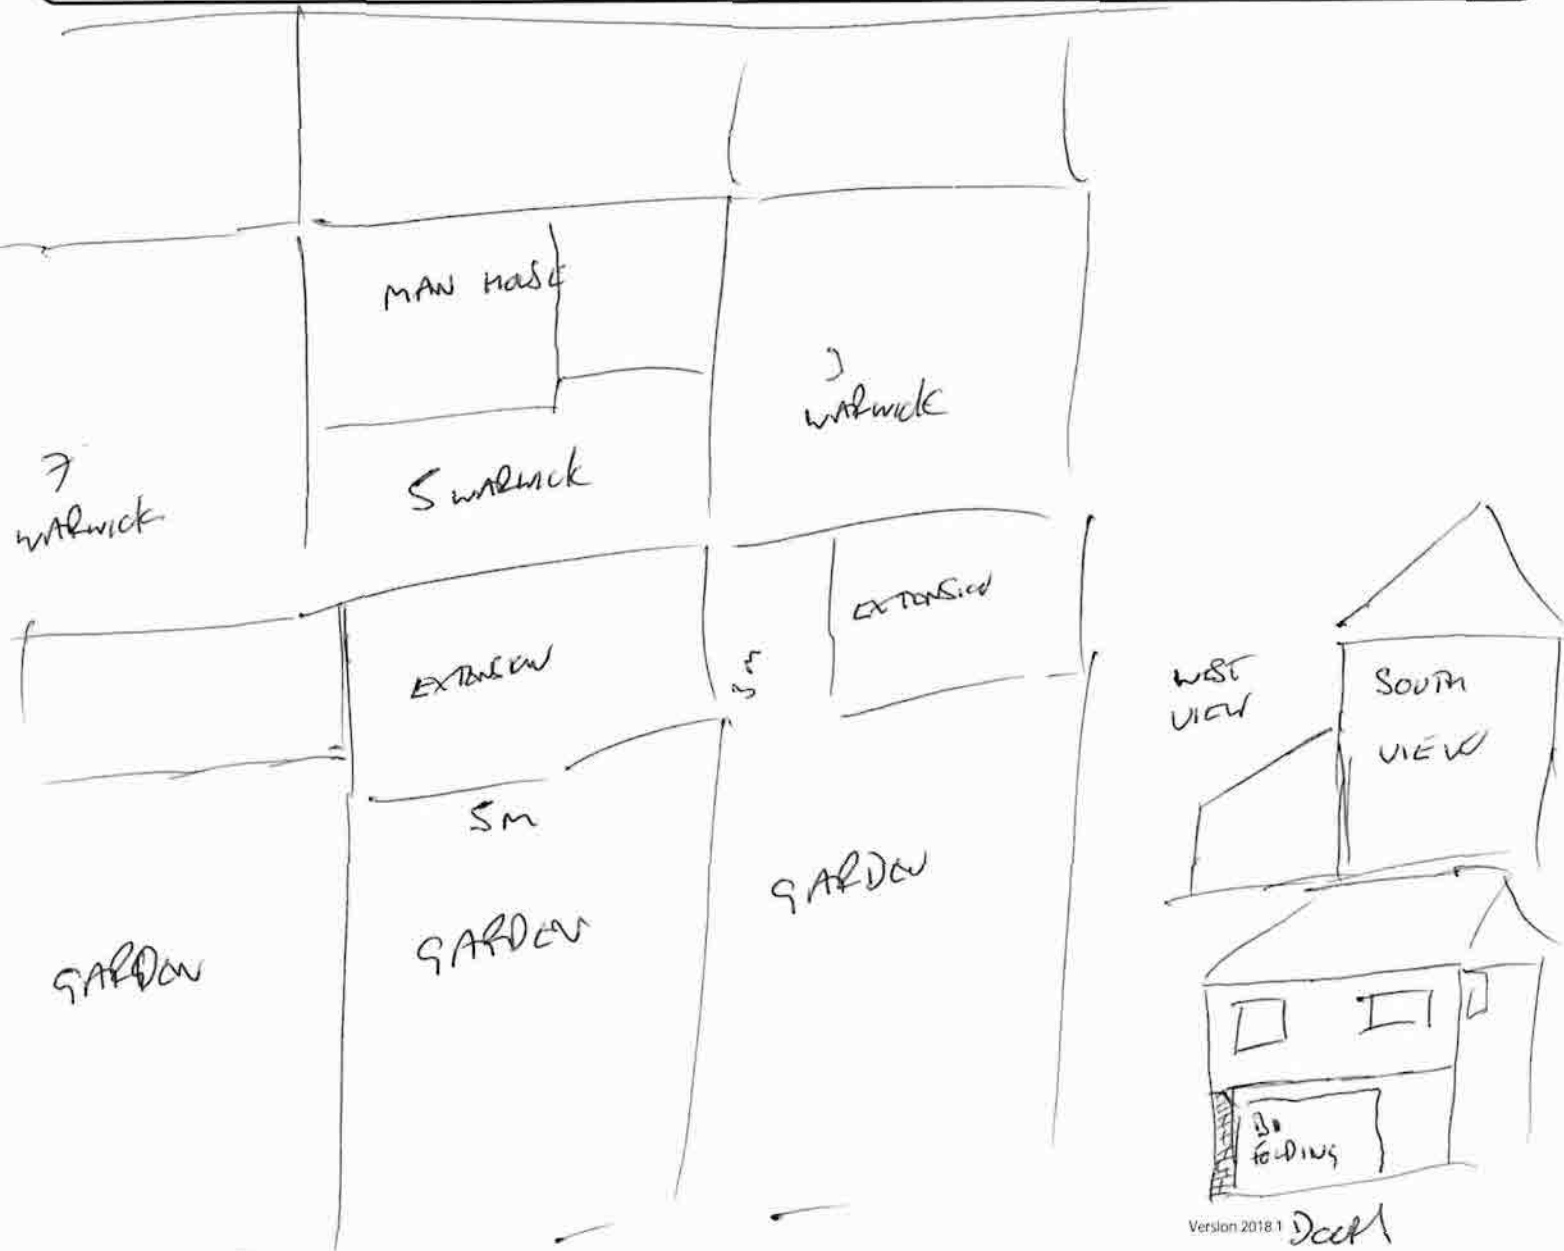 MAN HOUSE
3
WARWICK
7
WARWICK
5 WARWICK
EXTENSION
EXTENSION
5M
GARDEN
GARDEN
GARDEN
WEST
VIEW
SOUTH
VIEW
BI
FOLDING
DOOR
Version 2018.1